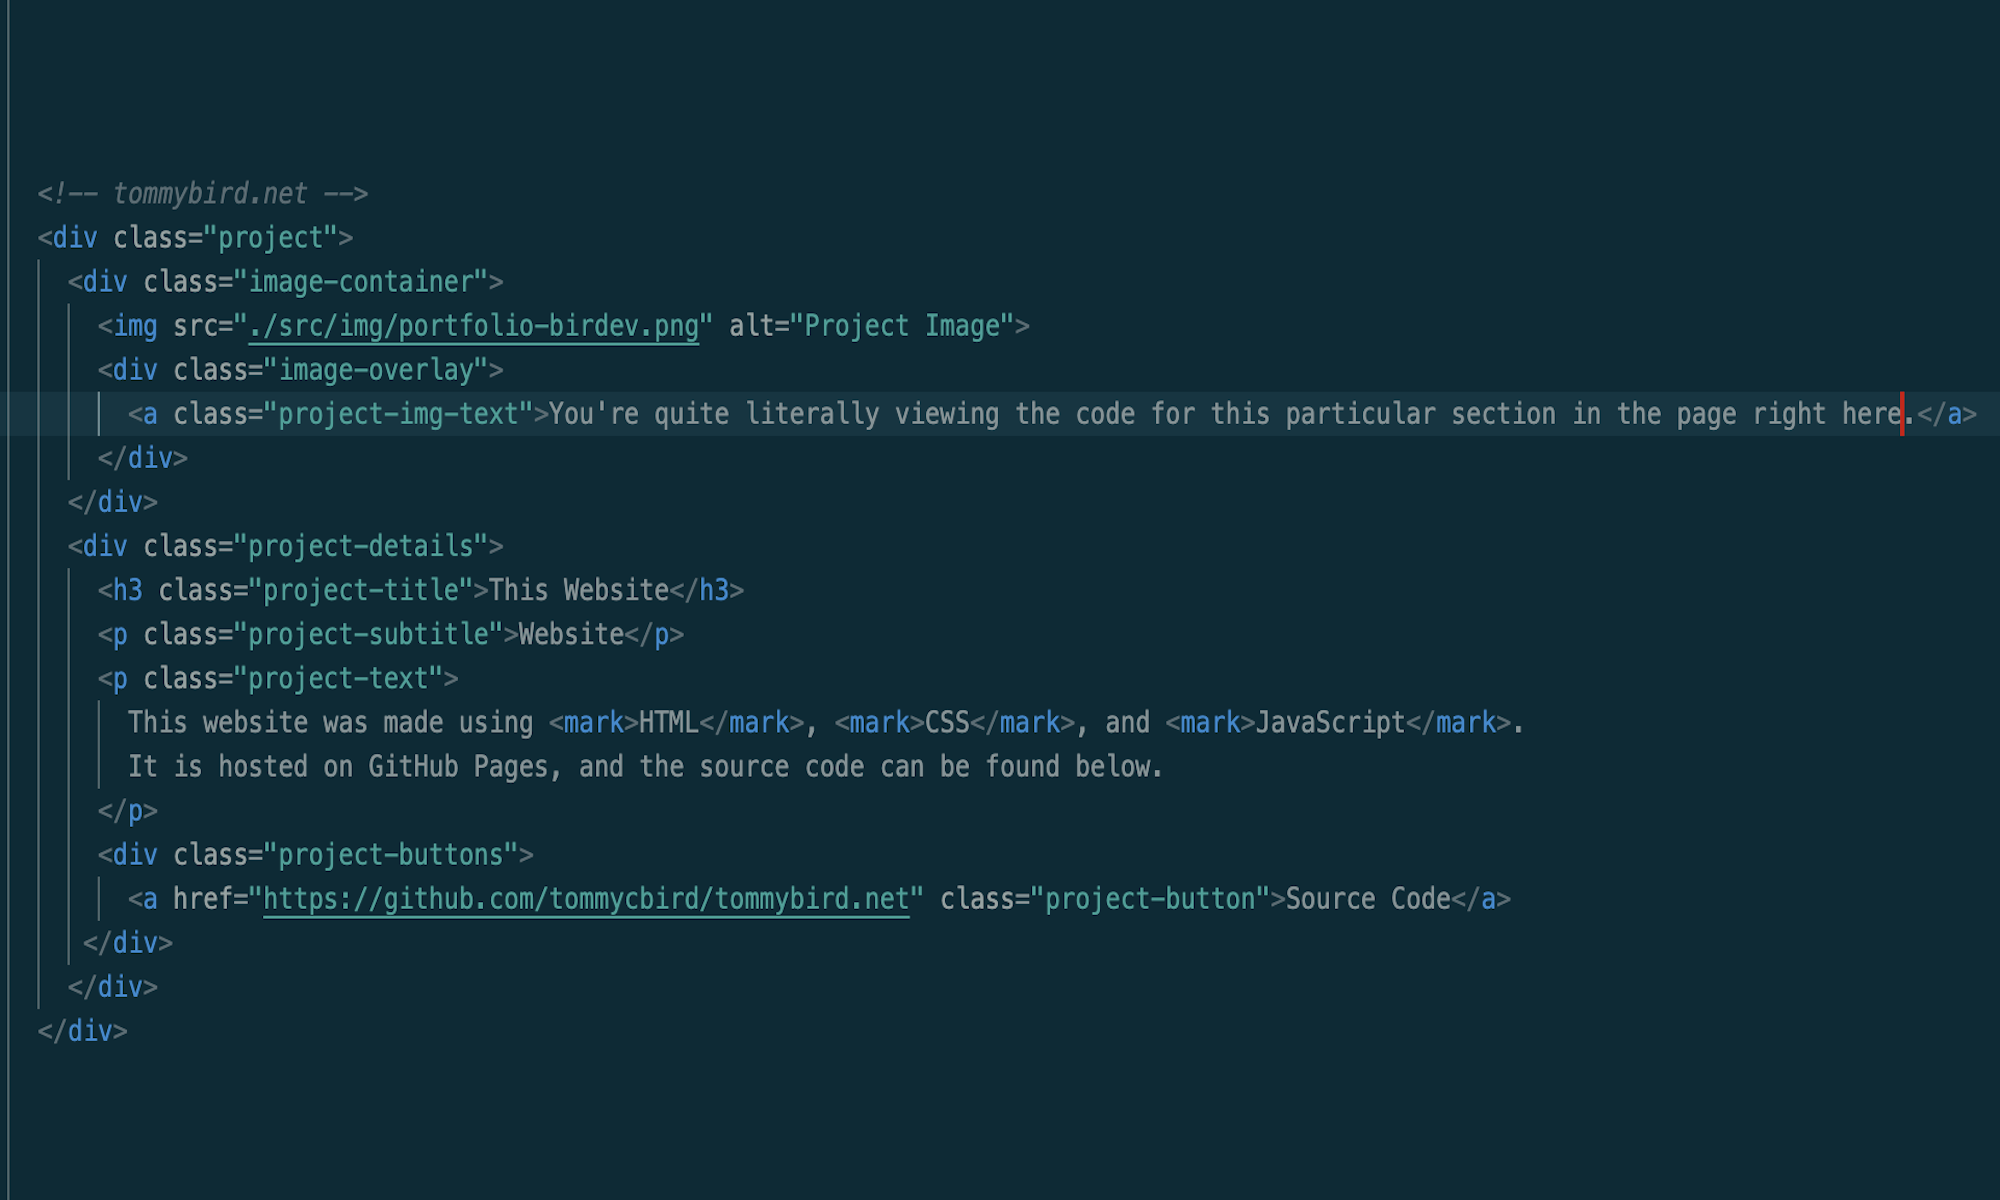 <!-- tommybird.net -->
<div class="project">
  <div class="image-container">
    <img src="./src/img/portfolio-birdev.png" alt="Project Image">
    <div class="image-overlay">
      <a class="project-img-text">You're quite literally viewing the code for this particular section in the page right here.</a>
    </div>
  </div>
  <div class="project-details">
    <h3 class="project-title">This Website</h3>
    <p class="project-subtitle">Website</p>
    <p class="project-text">
      This website was made using <mark>HTML</mark>, <mark>CSS</mark>, and <mark>JavaScript</mark>.
      It is hosted on GitHub Pages, and the source code can be found below.
    </p>
    <div class="project-buttons">
      <a href="https://github.com/tommycbird/tommybird.net" class="project-button">Source Code</a>
   </div>
  </div>
</div>